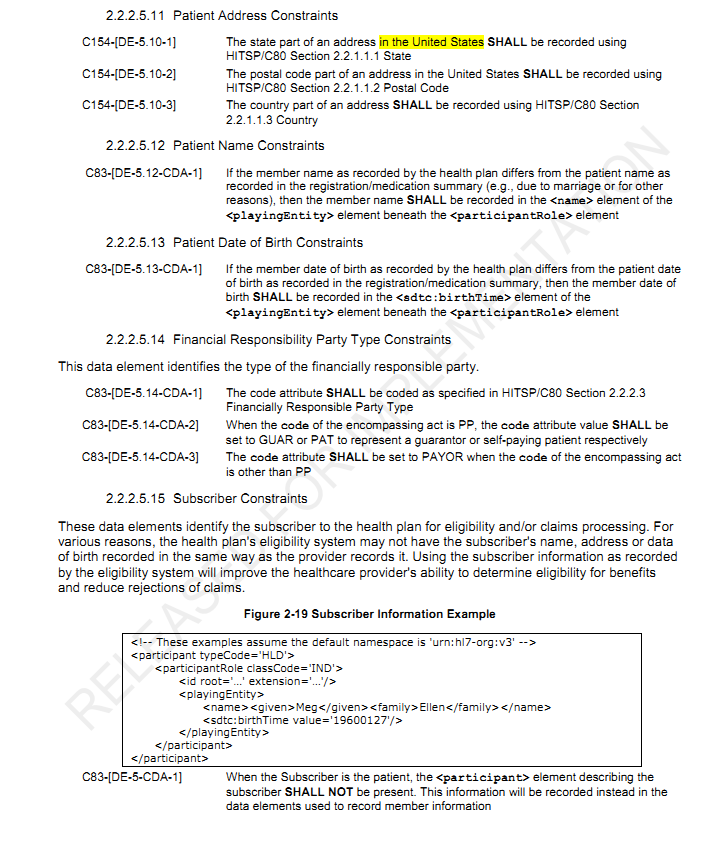 2.2.2.5.11 Patient Address Constraints
C154-[DE-5.10-1] The state part of an address in the United States SHALL be recorded using
HITSP/C80 Section 2.2.1.1.1 State
C154-[DE-5.10-2] The postal code part of an address in the United States SHALL be recorded using
HITSP/C80 Section 2.2.1.1.2 Postal Code
C154-[DE-5.10-3] The country part of an address SHALL be recorded using HITSP/C80 Section
2.2.1.1.3 Country
2.2.2.5.12 Patient Name Constraints
C83-[DE-5.12-CDA-1] If the member name as recorded by the health plan differs from the patient name as
recorded in the registration/medication summary (e.g., due to marriage or for other
reasons), then the member name SHALL be recorded in the <name> element of the
<playingEntity> element beneath the <participantRole> element
2.2.2.5.13 Patient Date of Birth Constraints
C83-[DE-5.13-CDA-1] If the member date of birth as recorded by the health plan differs from the patient date
of birth as recorded in the registration/medication summary, then the member date of
birth SHALL be recorded in the <sdtc:birthTime> element of the
<playingEntity> element beneath the <participantRole> element
2.2.2.5.14 Financial Responsibility Party Type Constraints
This data element identifies the type of the financially responsible party.
C83-[DE-5.14-CDA-1] The code attribute SHALL be coded as specified in HITSP/C80 Section 2.2.2.3
Financially Responsible Party Type
C83-[DE-5.14-CDA-2] When the code of the encompassing act is PP, the code attribute value SHALL be
set to GUAR or PAT to represent a guarantor or self-paying patient respectively
C83-[DE-5.14-CDA-3] The code attribute SHALL be set to PAYOR when the code of the encompassing act
is other than PP
2.2.2.5.15 Subscriber Constraints
These data elements identify the subscriber to the health plan for eligibility and/or claims processing. For
various reasons, the health plan's eligibility system may not have the subscriber's name, address or data
of birth recorded in the same way as the provider records it. Using the subscriber information as recorded
by the eligibility system will improve the healthcare provider's ability to determine eligibility for benefits
and reduce rejections of claims.
Figure 2-19 Subscriber Information Example
<!-- These examples assume the default namespace is 'urn:hl7-org:v3' -->
<participant typeCode='HLD'>
<participantRole classCode='IND'>
<id root='...' extension='...'/>
<playingEntity>
<name><given>Meg</given><family>Ellen</family></name>
<sdtc:birthTime value='19600127'/>
</playingEntity>
</participant>
</participant>
C83-[DE-5-CDA-1] When the Subscriber is the patient, the <participant> element describing the
subscriber SHALL NOT be present. This information will be recorded instead in the
data elements used to record member information
RELEASED FOR IMPLEMENTATION